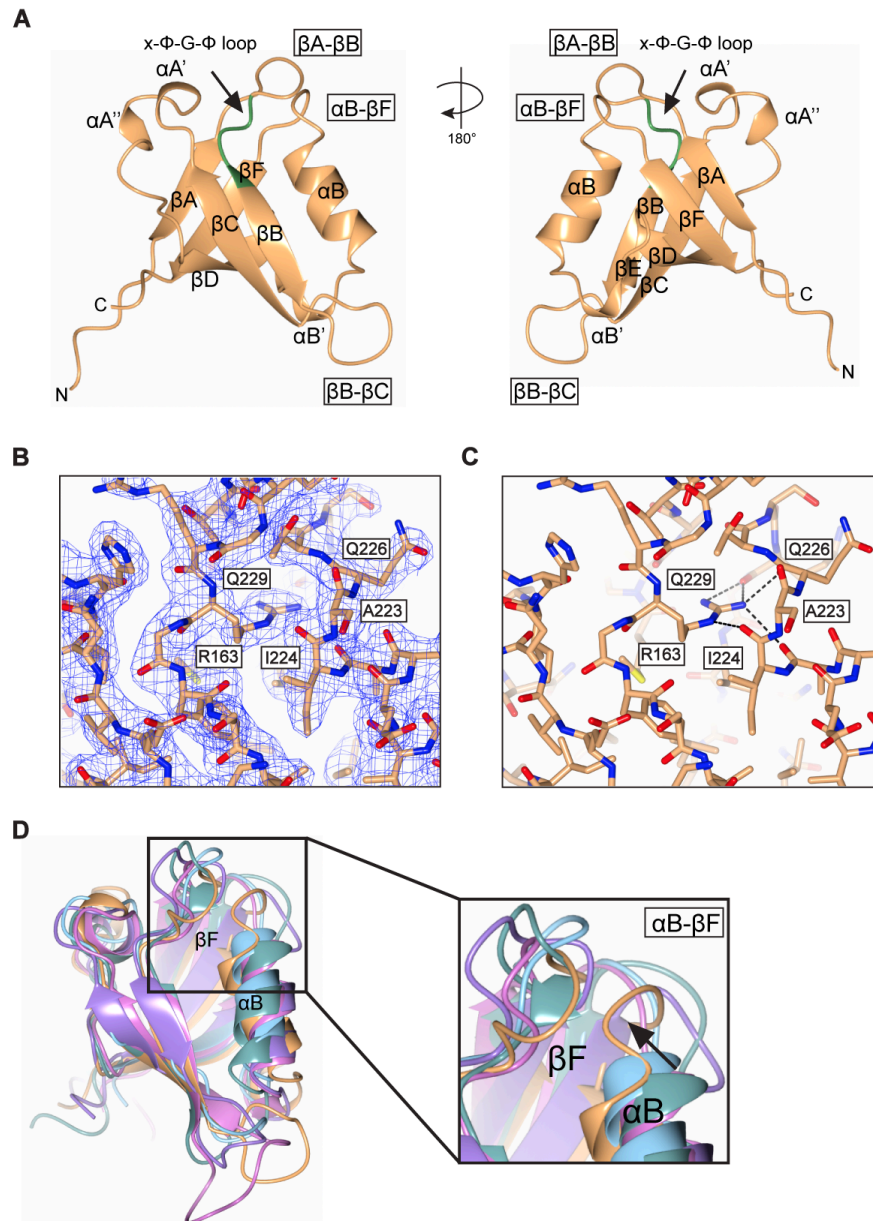 A
x-Φ-G-Φ loop
βA-βB
αA'
αA''
αB-βF
βF
αB
βA
βC
βB
βD
C
αB'
N
βB-βC
180°
βA-βB
x-Φ-G-Φ loop
αA'
αB-βF
αA''
αB
βA
βB
βF
βE
βD
βC
C
αB'
N
βB-βC
B
Q226
Q229
A223
R163
I224
C
Q226
Q229
A223
R163
I224
D
βF
αB
αB-βF
βF
αB